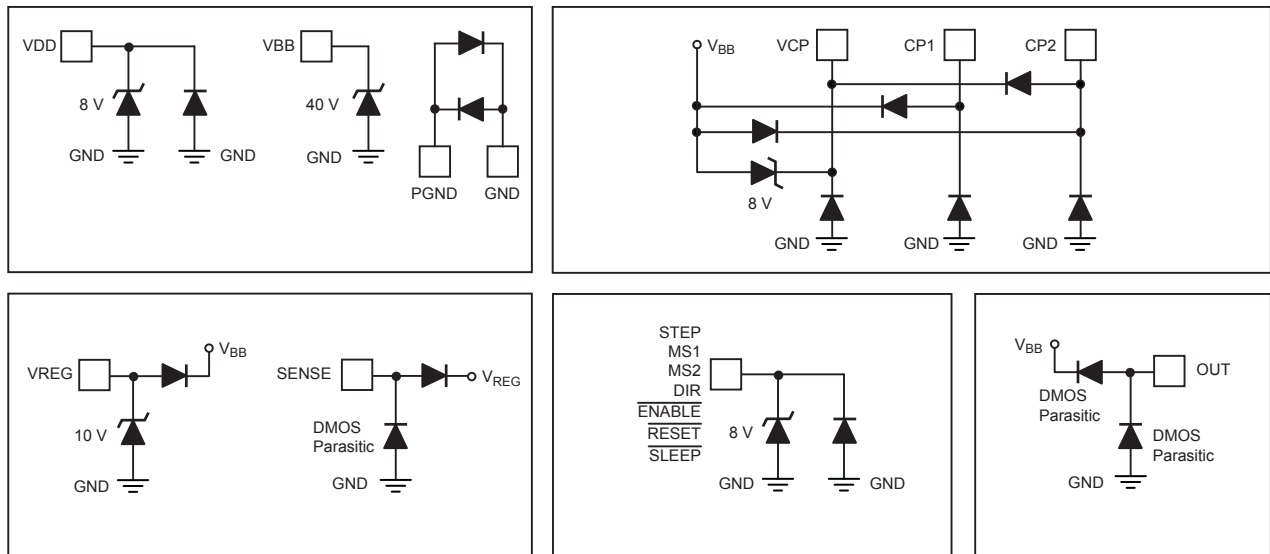 VDD
8 V
GND
GND
VBB
40 V
GND
PGND
GND
VBB
VCP
CP1
CP2
8 V
GND
GND
GND
VREG
VBB
10 V
GND
SENSE
VREG
DMOS
Parasitic
GND
STEP
MS1
MS2
DIR
ENABLE
RESET
SLEEP
8 V
GND
GND
VBB
OUT
DMOS
Parasitic
DMOS
Parasitic
GND